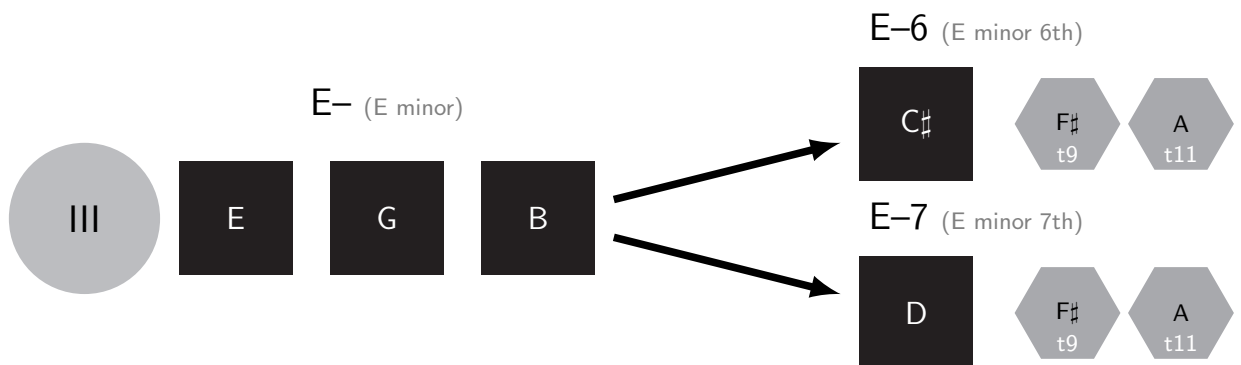 E–6 (E minor 6th)
C♯
F♯
t9
A
t11
E– (E minor)
III
E
G
B
E–7 (E minor 7th)
D
F♯
t9
A
t11